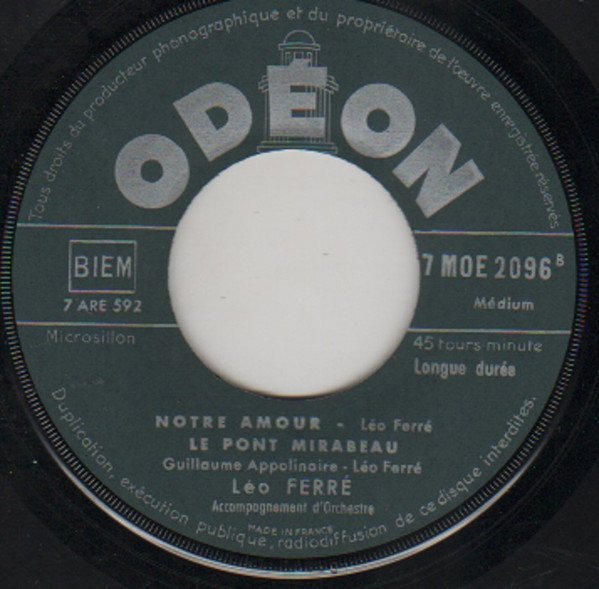 Tous droits du producteur phonographique et du propriétaire de l'œuvre enregistrée réservés
ODÉON
BIEM
7 ARE 592
7 MOE 2096 B
Médium
Microsillon
45 tours-minute
Longue durée
NOTRE AMOUR - Léo Ferré
LE PONT MIRABEAU
Guillaume Appolinaire - Léo Ferré
Léo FERRÉ
Accompagnement d'Orchestre
MADE IN FRANCE
Duplication, exécution publique, radiodiffusion de ce disque interdites.